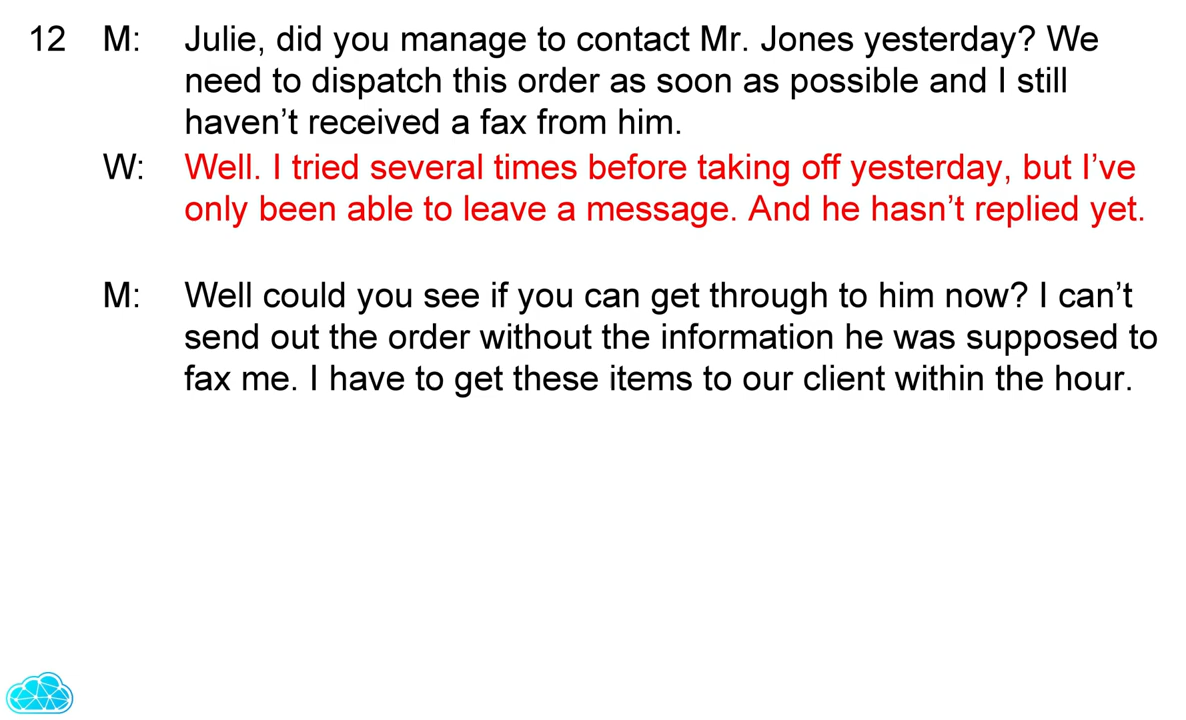 12 M: Julie, did you manage to contact Mr. Jones yesterday? We
need to dispatch this order as soon as possible and I still
haven’t received a fax from him.
W: Well. I tried several times before taking off yesterday, but I’ve
only been able to leave a message. And he hasn’t replied yet.
M: Well could you see if you can get through to him now? I can’t
send out the order without the information he was supposed to
fax me. I have to get these items to our client within the hour.